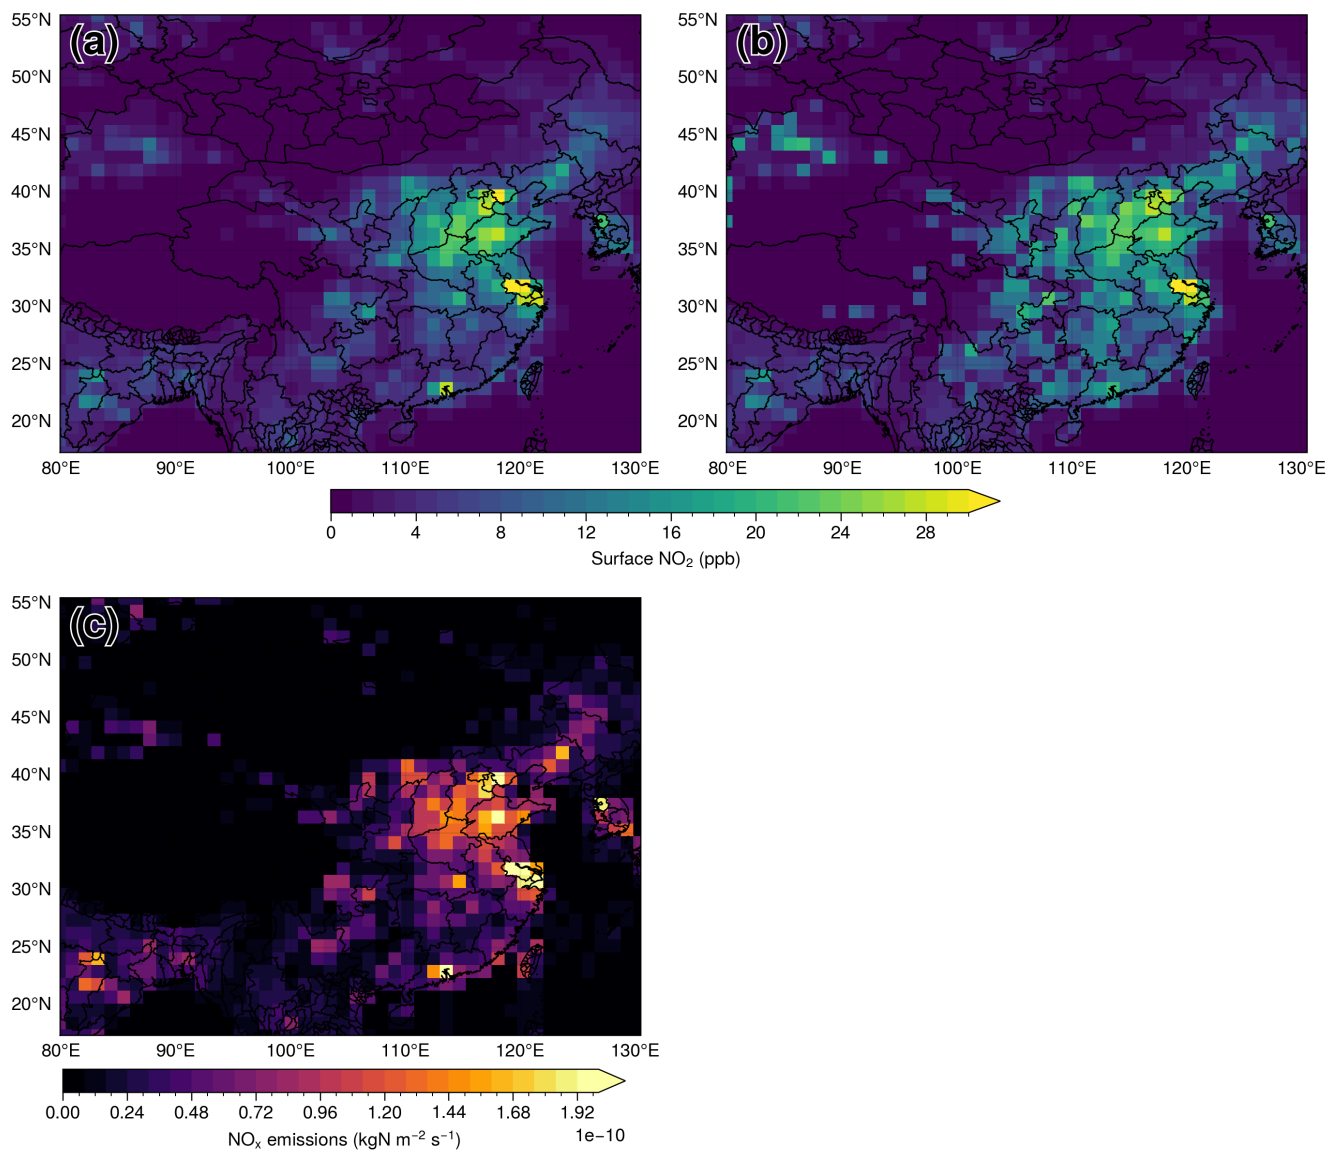 (a)
(b)
55°N
50°N
45°N
40°N
35°N
30°N
25°N
20°N
80°E 90°E 100°E 110°E 120°E 130°E
55°N
50°N
45°N
40°N
35°N
30°N
25°N
20°N
80°E 90°E 100°E 110°E 120°E 130°E
0 4 8 12 16 20 24 28
Surface NO₂ (ppb)
(c)
55°N
50°N
45°N
40°N
35°N
30°N
25°N
20°N
80°E 90°E 100°E 110°E 120°E 130°E
0.00 0.24 0.48 0.72 0.96 1.20 1.44 1.68 1.92
1e−10
NOₓ emissions (kgN m⁻² s⁻¹)